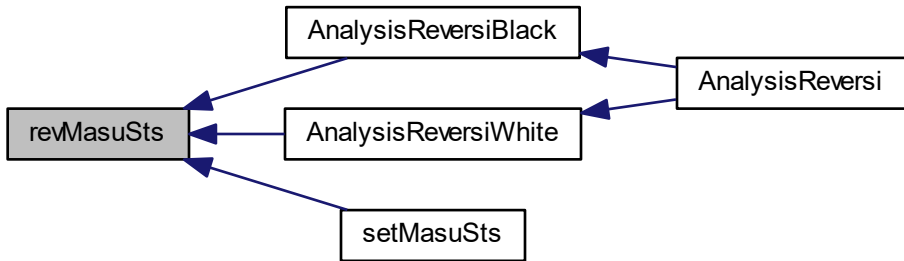 revMasuSts
AnalysisReversiBlack
AnalysisReversiWhite
setMasuSts
AnalysisReversi